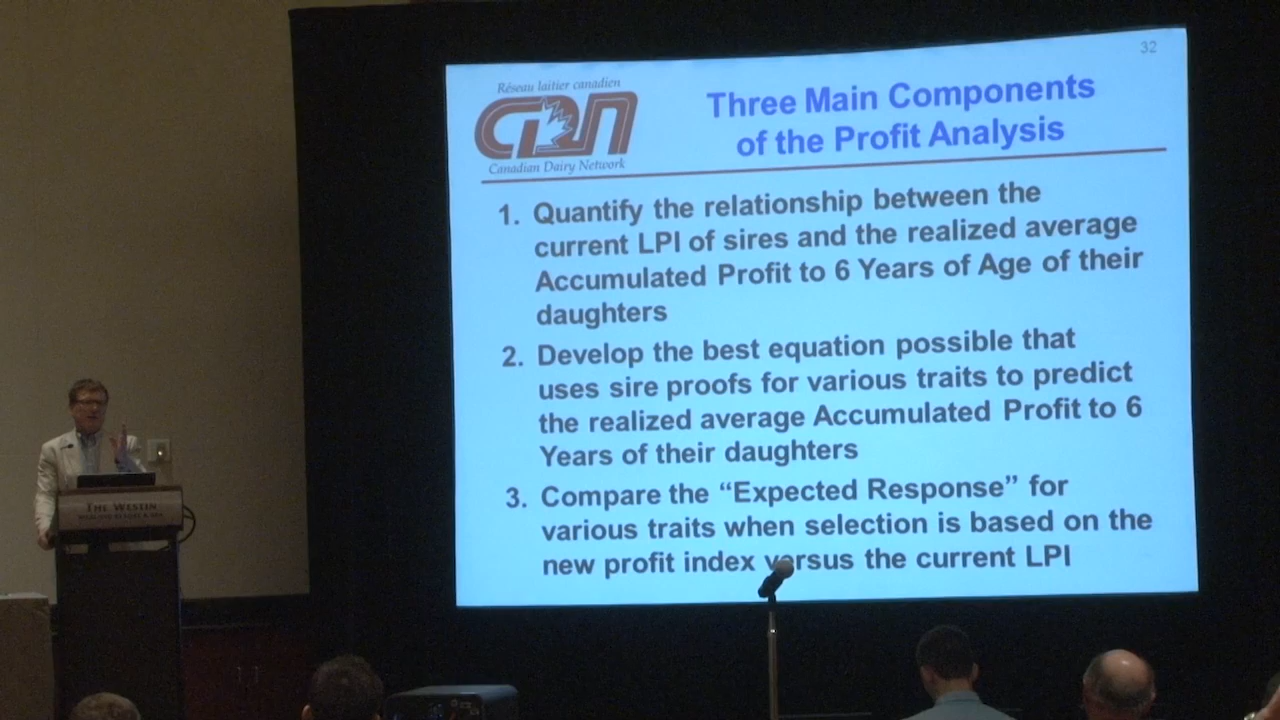 32
Réseau laitier canadien
CDN
Canadian Dairy Network
Three Main Components
of the Profit Analysis
1. Quantify the relationship between the
current LPI of sires and the realized average
Accumulated Profit to 6 Years of Age of their
daughters
2. Develop the best equation possible that
uses sire proofs for various traits to predict
the realized average Accumulated Profit to 6
Years of their daughters
3. Compare the “Expected Response” for
various traits when selection is based on the
new profit index versus the current LPI
THE WESTIN